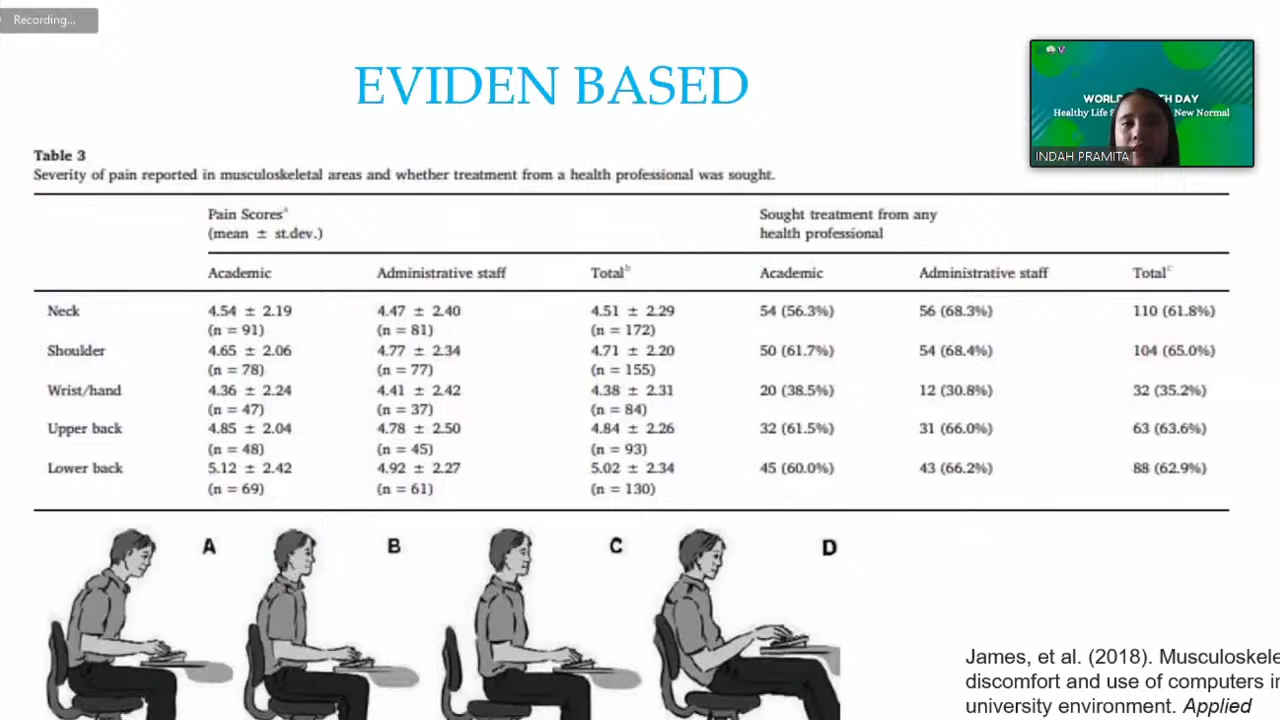 Recording...
EVIDEN BASED
WORLD TH DAY
Healthy Life New Normal
INDAH PRAMITA
Table 3
Severity of pain reported in musculoskeletal areas and whether treatment from a health professional was sought.
Pain Scores^a Sought treatment from any
(mean ± st.dev.) health professional
Academic Administrative staff Total^b Academic Administrative staff Total^c
Neck 4.54 ± 2.19 4.47 ± 2.40 4.51 ± 2.29 54 (56.3%) 56 (68.3%) 110 (61.8%)
(n = 91) (n = 81) (n = 172)
Shoulder 4.65 ± 2.06 4.77 ± 2.34 4.71 ± 2.20 50 (61.7%) 54 (68.4%) 104 (65.0%)
(n = 78) (n = 77) (n = 155)
Wrist/hand 4.36 ± 2.24 4.41 ± 2.42 4.38 ± 2.31 20 (38.5%) 12 (30.8%) 32 (35.2%)
(n = 47) (n = 37) (n = 84)
Upper back 4.85 ± 2.04 4.78 ± 2.50 4.84 ± 2.26 32 (61.5%) 31 (66.0%) 63 (63.6%)
(n = 48) (n = 45) (n = 93)
Lower back 5.12 ± 2.42 4.92 ± 2.27 5.02 ± 2.34 45 (60.0%) 43 (66.2%) 88 (62.9%)
(n = 69) (n = 61) (n = 130)
A B C D
James, et al. (2018). Musculoskele
discomfort and use of computers in
university environment. Applied